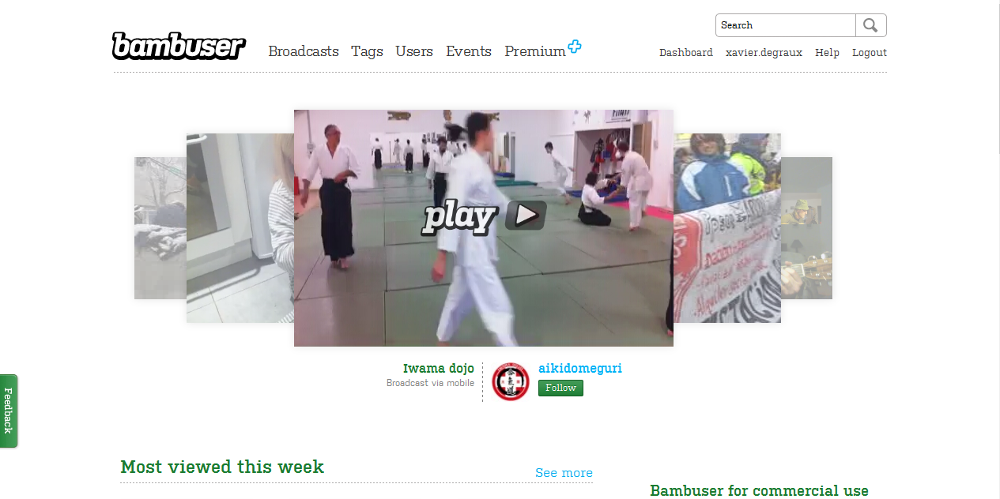 Search
bambuser
Broadcasts Tags Users Events Premium
Dashboard xavier.degraux Help Logout
play
Iwama dojo
Broadcast via mobile
aikidomeguri
Follow
Feedback
Most viewed this week
See more
Bambuser for commercial use